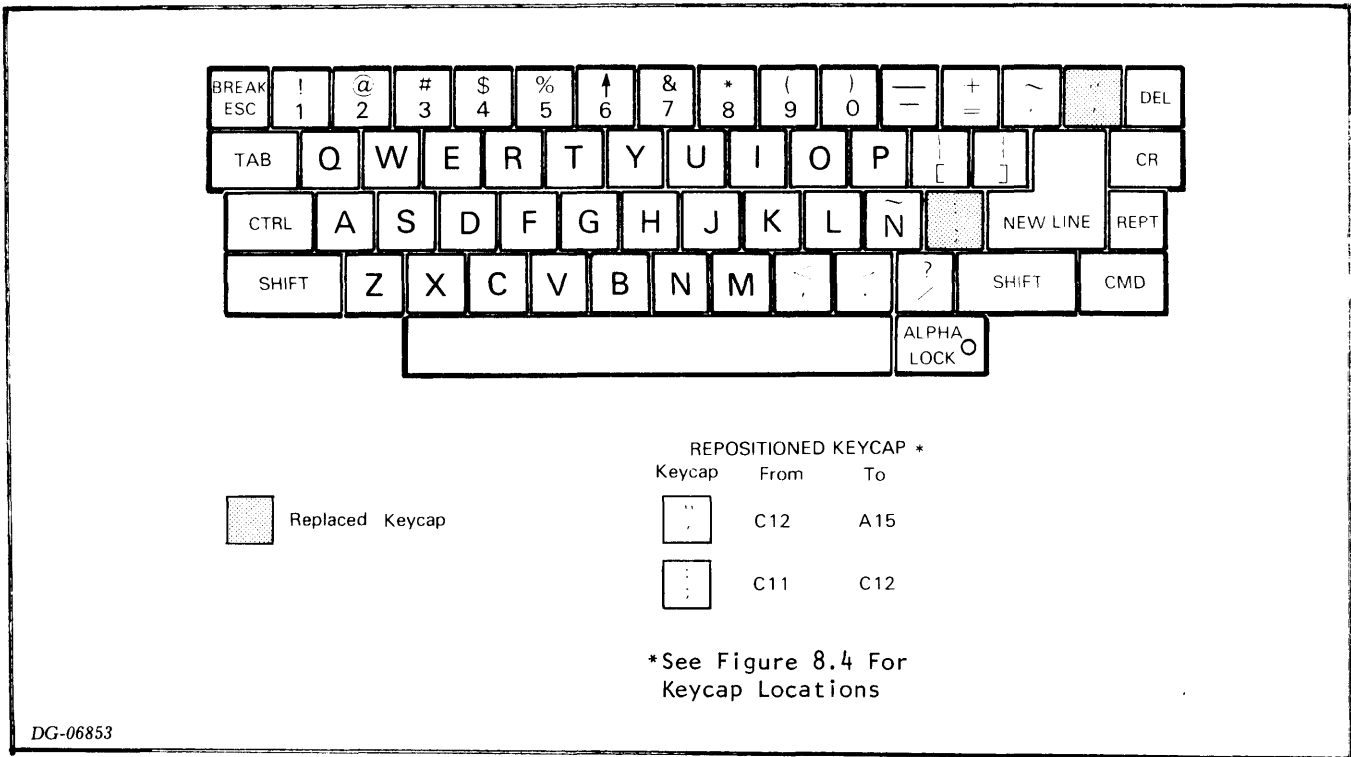 BREAK ! @ # $ % ↑ & * ( ) — + ~ "
ESC 1 2 3 4 5 6 7 8 9 0 – = ' DEL
TAB Q W E R T Y U I O P [ ] CR
CTRL A S D F G H J K L Ñ : ; NEW LINE REPT
SHIFT Z X C V B N M , . ? / SHIFT CMD
ALPHA
LOCK
REPOSITIONED KEYCAP *
Keycap From To
" ' C12 A15
: ; C11 C12
Replaced Keycap
*See Figure 8.4 For
Keycap Locations
DG-06853